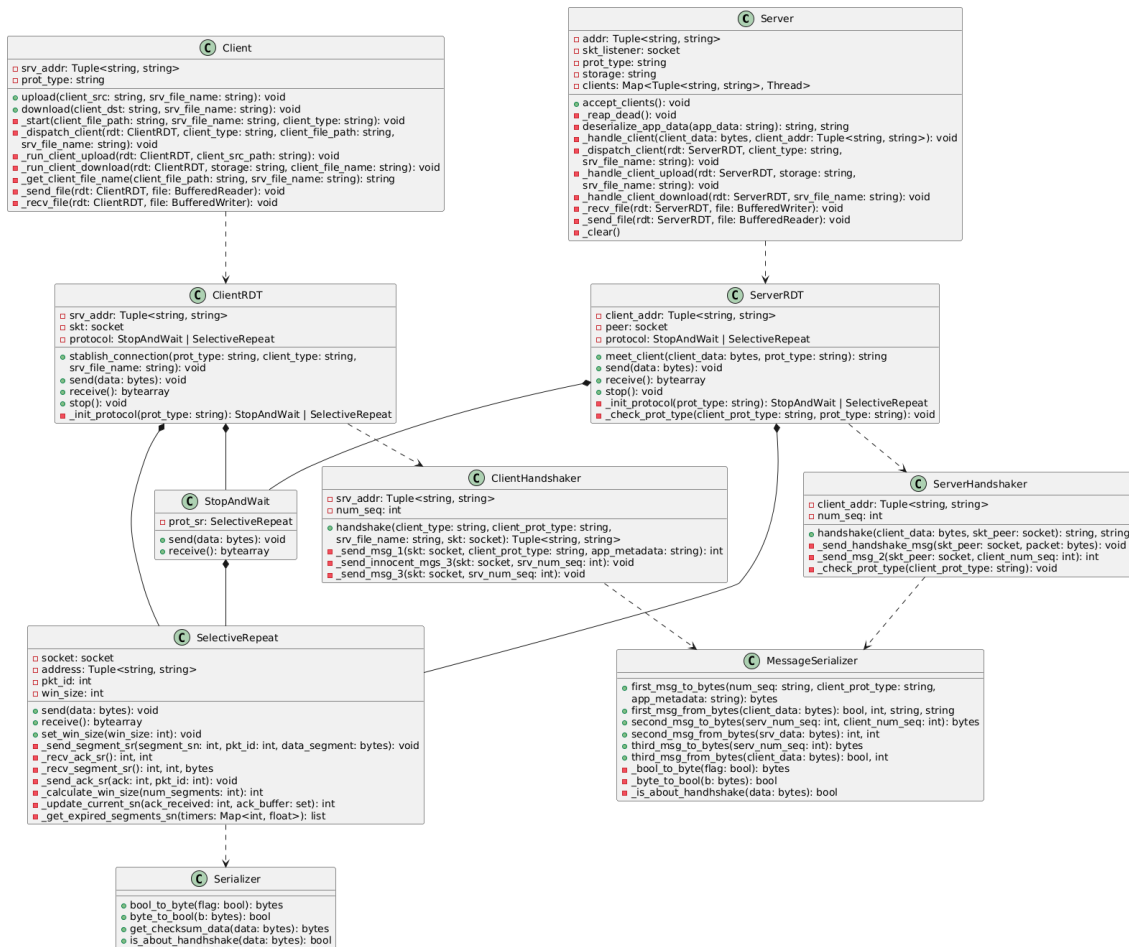 C Client
srv_addr: Tuple<string, string>
prot_type: string
upload(client_src: string, srv_file_name: string): void
download(client_dst: string, srv_file_name: string): void
_start(client_file_path: string, srv_file_name: string, client_type: string): void
_dispatch_client(rdt: ClientRDT, client_type: string, client_file_path: string,
srv_file_name: string): void
_run_client_upload(rdt: ClientRDT, client_src_path: string): void
_run_client_download(rdt: ClientRDT, storage: string, client_file_name: string): void
_get_client_file_name(client_file_path: string, srv_file_name: string): string
_send_file(rdt: ClientRDT, file: BufferedReader): void
_recv_file(rdt: ClientRDT, file: BufferedWriter): void
C Server
addr: Tuple<string, string>
skt_listener: socket
prot_type: string
storage: string
clients: Map<Tuple<string, string>, Thread>
accept_clients(): void
_reap_dead(): void
deserialize_app_data(app_data: string): string, string
_handle_client(client_data: bytes, client_addr: Tuple<string, string>): void
_dispatch_client(rdt: ServerRDT, client_type: string,
srv_file_name: string): void
_handle_client_upload(rdt: ServerRDT, storage: string,
srv_file_name: string): void
_handle_client_download(rdt: ServerRDT, srv_file_name: string): void
_recv_file(rdt: ServerRDT, file: BufferedWriter): void
_send_file(rdt: ServerRDT, file: BufferedReader): void
_clear()
C ClientRDT
srv_addr: Tuple<string, string>
skt: socket
protocol: StopAndWait | SelectiveRepeat
stablish_connection(prot_type: string, client_type: string,
srv_file_name: string): void
send(data: bytes): void
receive(): bytearray
stop(): void
_init_protocol(prot_type: string): StopAndWait | SelectiveRepeat
C ServerRDT
client_addr: Tuple<string, string>
peer: socket
protocol: StopAndWait | SelectiveRepeat
meet_client(client_data: bytes, prot_type: string): string
send(data: bytes): void
receive(): bytearray
stop(): void
_init_protocol(prot_type: string): StopAndWait | SelectiveRepeat
_check_prot_type(client_prot_type: string, prot_type: string): void
C StopAndWait
prot_sr: SelectiveRepeat
send(data: bytes): void
receive(): bytearray
C ClientHandshaker
srv_addr: Tuple<string, string>
num_seq: int
handshake(client_type: string, client_prot_type: string,
srv_file_name: string, skt: socket): Tuple<string, string>
_send_msg_1(skt: socket, client_prot_type: string, app_metadata: string): int
_send_innocent_mgs_3(skt: socket, srv_num_seq: int): void
_send_msg_3(skt: socket, srv_num_seq: int): void
C ServerHandshaker
client_addr: Tuple<string, string>
num_seq: int
handshake(client_data: bytes, skt_peer: socket): string, string
_send_handshake_msg(skt_peer: socket, packet: bytes): void
_send_msg_2(skt_peer: socket, client_num_seq: int): int
_check_prot_type(client_prot_type: string): void
C SelectiveRepeat
socket: socket
address: Tuple<string, string>
pkt_id: int
win_size: int
send(data: bytes): void
receive(): bytearray
set_win_size(win_size: int): void
_send_segment_sr(segment_sn: int, pkt_id: int, data_segment: bytes): void
_recv_ack_sr(): int, int
_recv_segment_sr(): int, int, bytes
_send_ack_sr(ack: int, pkt_id: int): void
_calculate_win_size(num_segments: int): int
_update_current_sn(ack_received: int, ack_buffer: set): int
_get_expired_segments_sn(timers: Map<int, float>): list
C MessageSerializer
first_msg_to_bytes(num_seq: string, client_prot_type: string,
app_metadata: string): bytes
first_msg_from_bytes(client_data: bytes): bool, int, string, string
second_msg_to_bytes(serv_num_seq: int, client_num_seq: int): bytes
second_msg_from_bytes(srv_data: bytes): int, int
third_msg_to_bytes(serv_num_seq: int): bytes
third_msg_from_bytes(client_data: bytes): bool, int
_bool_to_byte(flag: bool): bytes
_byte_to_bool(b: bytes): bool
_is_about_handhshake(data: bytes): bool
C Serializer
bool_to_byte(flag: bool): bytes
byte_to_bool(b: bytes): bool
get_checksum_data(data: bytes): bytes
is_about_handhshake(data: bytes): bool